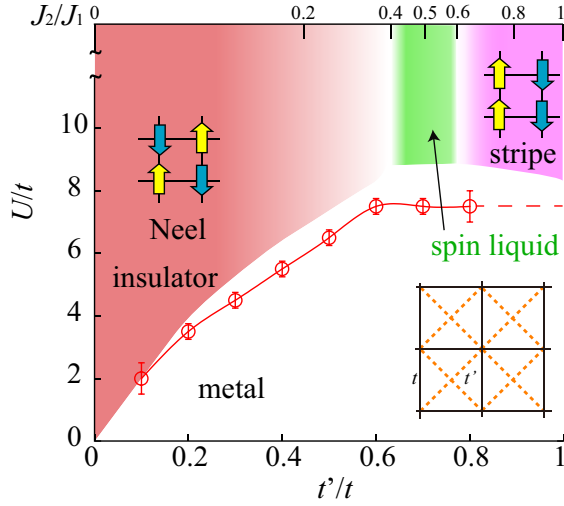 J₂/J₁ 0 0.2 0.4 0.5 0.6 0.8 1
~
~
10
8
6
4
2
0
U/t
Neel
insulator
stripe
spin liquid
metal
t t'
0 0.2 0.4 0.6 0.8 1
t'/t